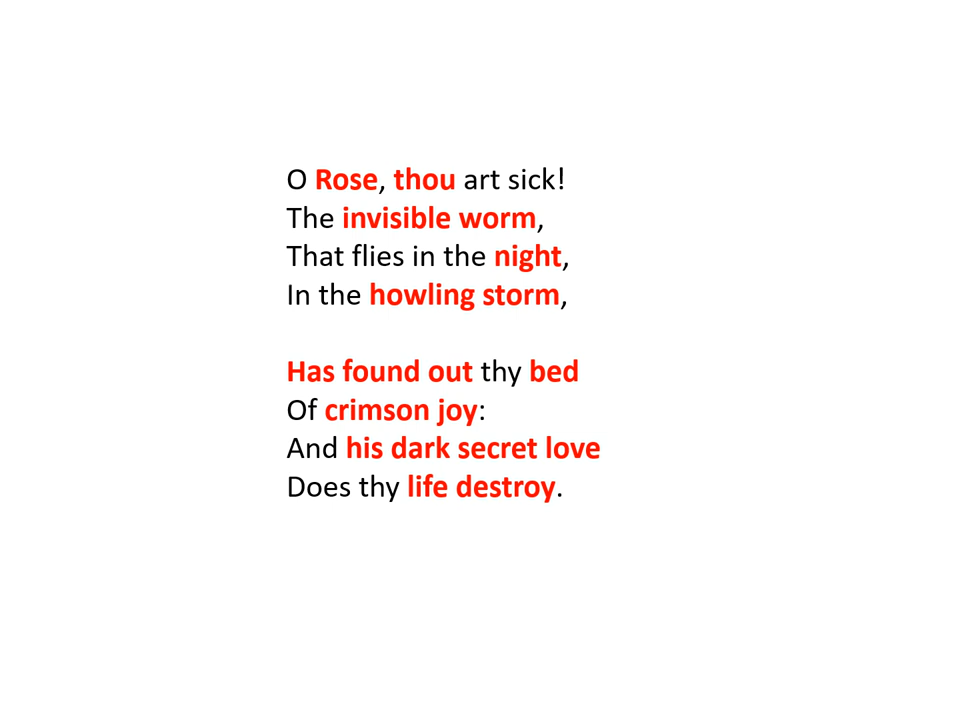 O Rose, thou art sick!
The invisible worm,
That flies in the night,
In the howling storm,
Has found out thy bed
Of crimson joy:
And his dark secret love
Does thy life destroy.